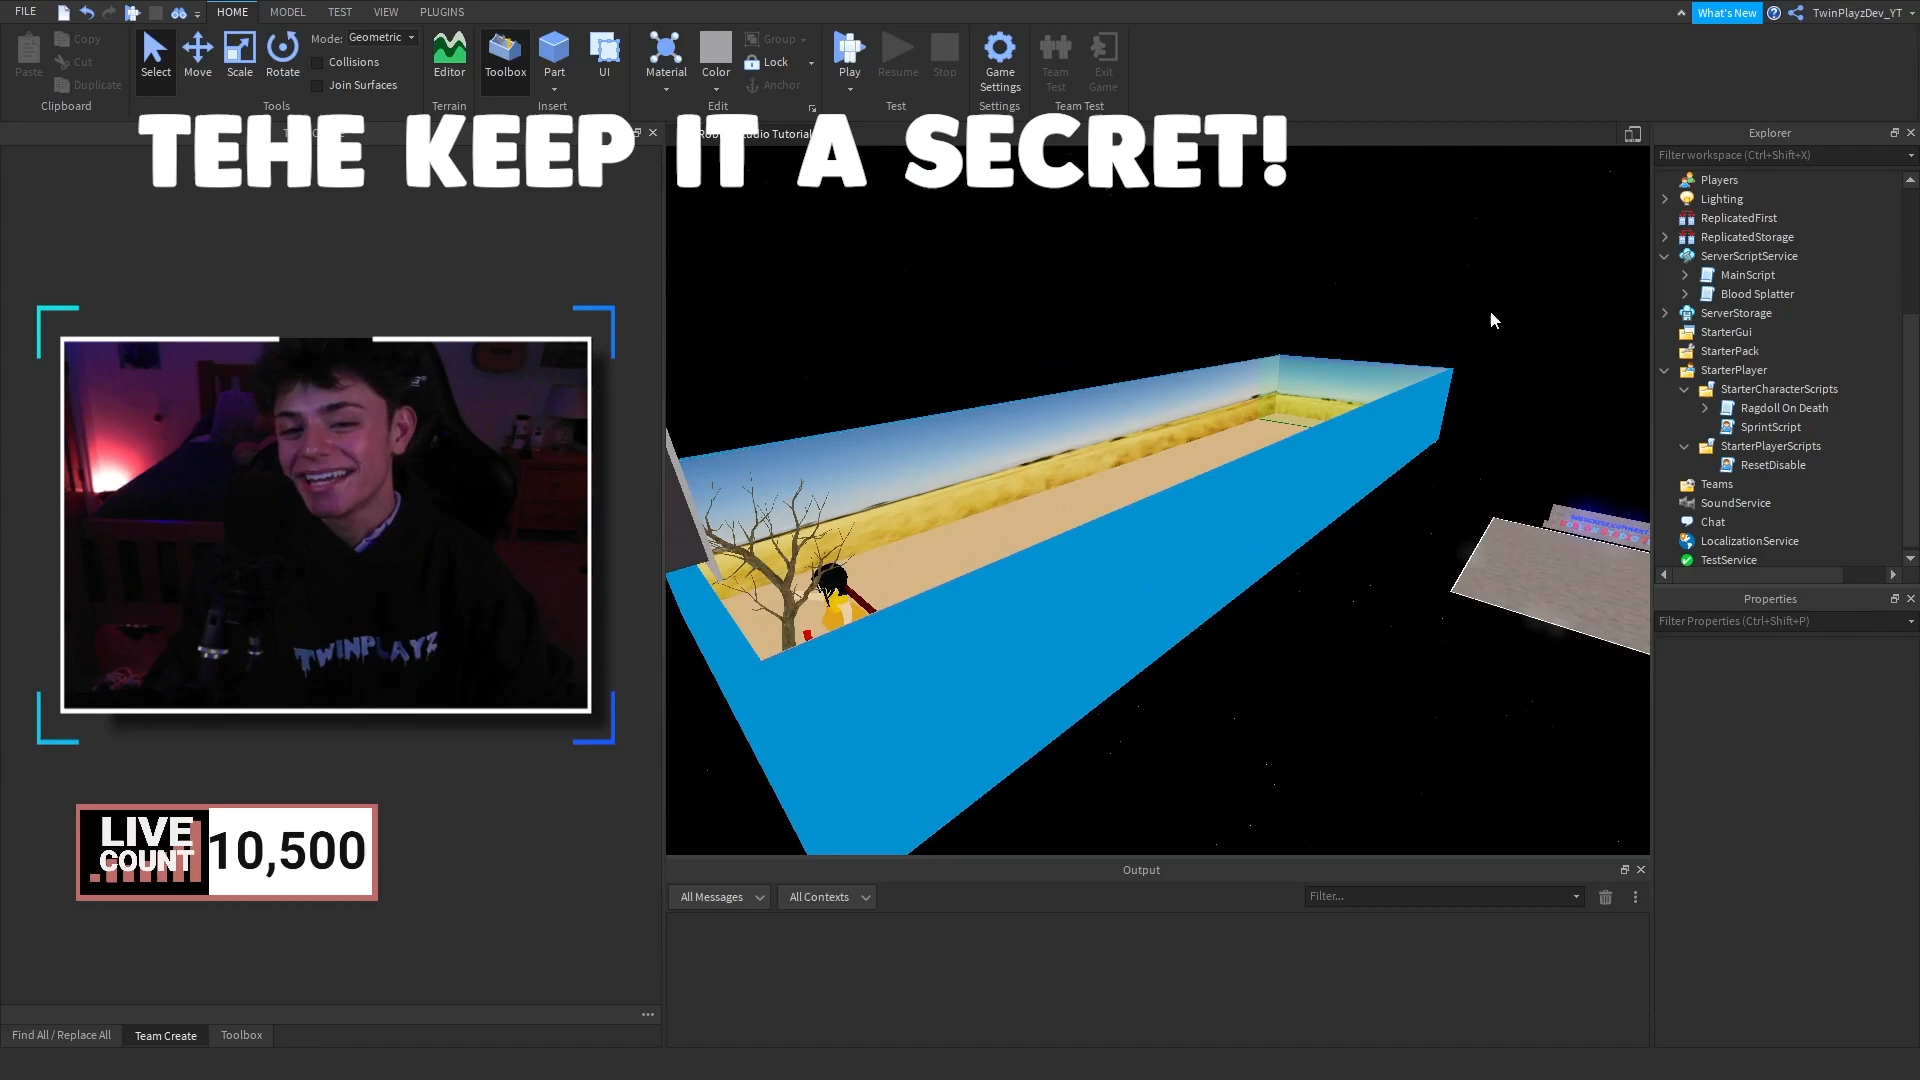 FILE
HOME
MODEL
TEST
VIEW
PLUGINS
What's New
TwinPlayzDev_YT
Paste
Copy
Cut
Duplicate
Clipboard
Select
Move
Scale
Rotate
Mode: Geometric
Collisions
Join Surfaces
Tools
Editor
Terrain
Toolbox
Part
UI
Insert
Material
Color
Group
Lock
Anchor
Edit
Play
Resume
Stop
Test
Game
Settings
Settings
Team
Test
Exit
Game
Team Test
TEHE KEEP IT A SECRET!
Tutorial
Explorer
Filter workspace (Ctrl+Shift+X)
Players
Lighting
ReplicatedFirst
ReplicatedStorage
ServerScriptService
MainScript
Blood Splatter
ServerStorage
StarterGui
StarterPack
StarterPlayer
StarterCharacterScripts
Ragdoll On Death
SprintScript
StarterPlayerScripts
ResetDisable
Teams
SoundService
Chat
LocalizationService
TestService
Properties
Filter Properties (Ctrl+Shift+P)
TWINPLAYZ
LIVE
COUNT
10,500
Output
All Messages
All Contexts
Filter...
Find All / Replace All
Team Create
Toolbox